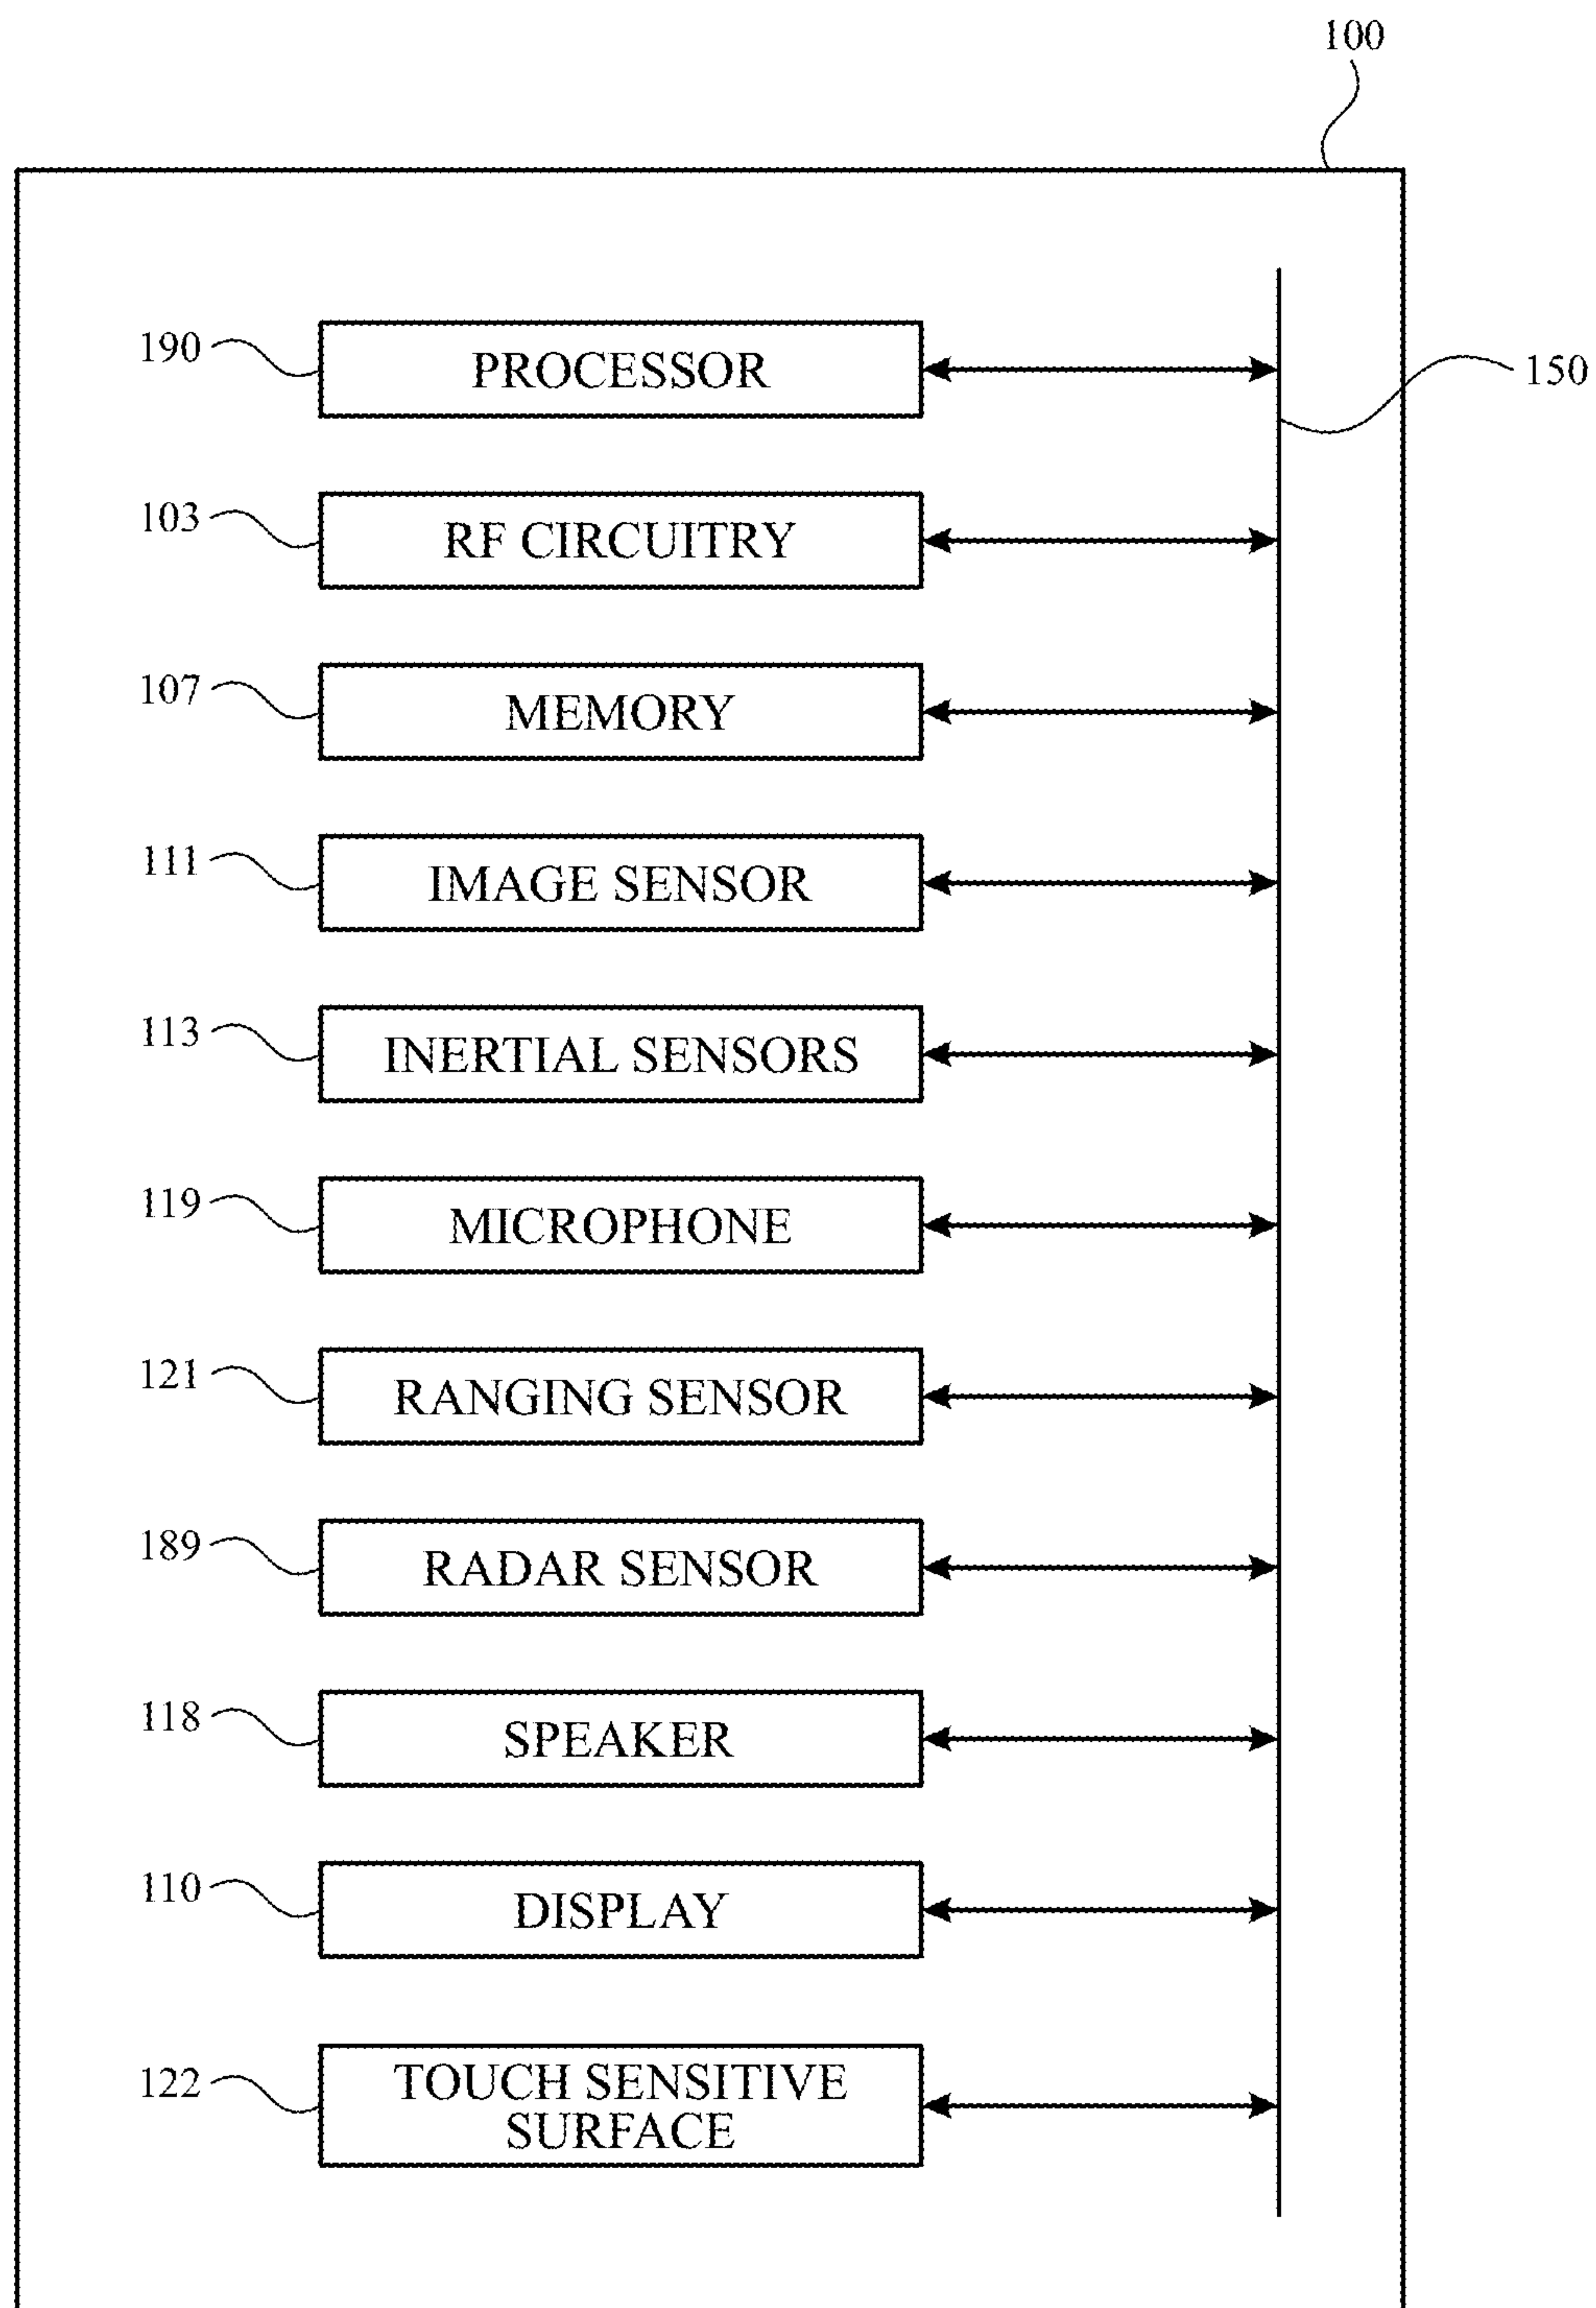 100
190
PROCESSOR
150
103
RF CIRCUITRY
107
MEMORY
111
IMAGE SENSOR
113
INERTIAL SENSORS
119
MICROPHONE
121
RANGING SENSOR
189
RADAR SENSOR
118
SPEAKER
110
DISPLAY
122
TOUCH SENSITIVE
SURFACE